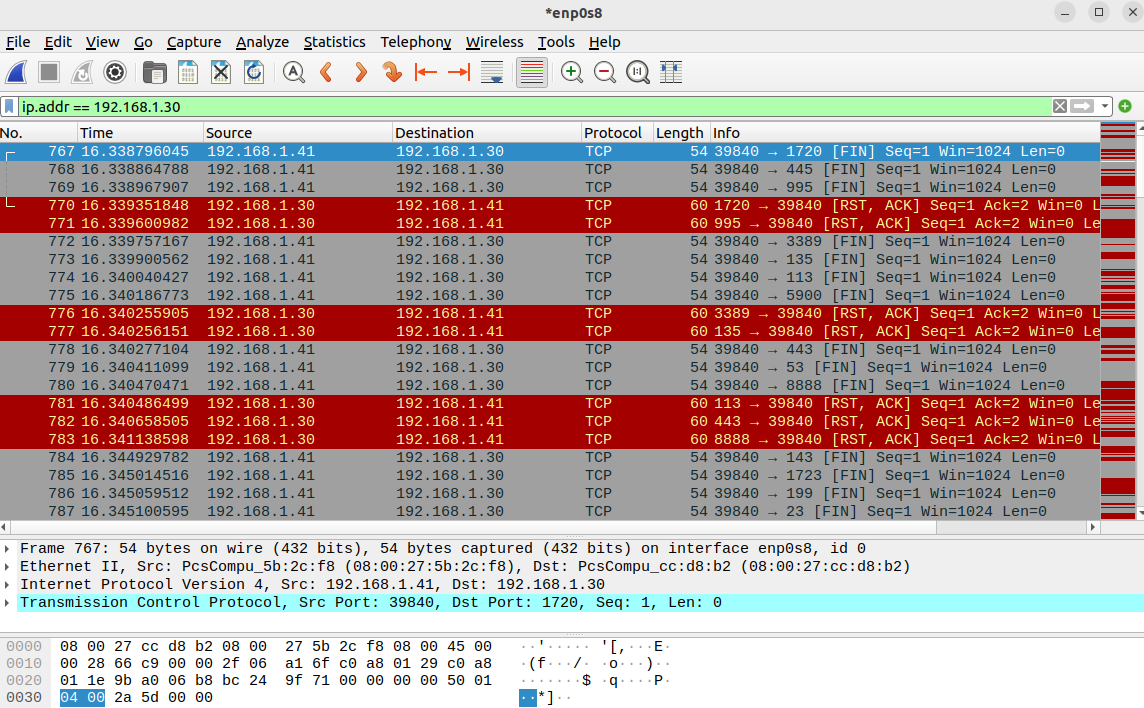 *enp0s8
File Edit View Go Capture Analyze Statistics Telephony Wireless Tools Help
ip.addr == 192.168.1.30
No. Time Source Destination Protocol Length Info
767 16.338796045 192.168.1.41 192.168.1.30 TCP 54 39840 → 1720 [FIN] Seq=1 Win=1024 Len=0
768 16.338864788 192.168.1.41 192.168.1.30 TCP 54 39840 → 445 [FIN] Seq=1 Win=1024 Len=0
769 16.338967907 192.168.1.41 192.168.1.30 TCP 54 39840 → 995 [FIN] Seq=1 Win=1024 Len=0
770 16.339351848 192.168.1.30 192.168.1.41 TCP 60 1720 → 39840 [RST, ACK] Seq=1 Ack=2 Win=0 L
771 16.339600982 192.168.1.30 192.168.1.41 TCP 60 995 → 39840 [RST, ACK] Seq=1 Ack=2 Win=0 Le
772 16.339757167 192.168.1.41 192.168.1.30 TCP 54 39840 → 3389 [FIN] Seq=1 Win=1024 Len=0
773 16.339900562 192.168.1.41 192.168.1.30 TCP 54 39840 → 135 [FIN] Seq=1 Win=1024 Len=0
774 16.340040427 192.168.1.41 192.168.1.30 TCP 54 39840 → 113 [FIN] Seq=1 Win=1024 Len=0
775 16.340186773 192.168.1.41 192.168.1.30 TCP 54 39840 → 5900 [FIN] Seq=1 Win=1024 Len=0
776 16.340255905 192.168.1.30 192.168.1.41 TCP 60 3389 → 39840 [RST, ACK] Seq=1 Ack=2 Win=0 L
777 16.340256151 192.168.1.30 192.168.1.41 TCP 60 135 → 39840 [RST, ACK] Seq=1 Ack=2 Win=0 Le
778 16.340277104 192.168.1.41 192.168.1.30 TCP 54 39840 → 443 [FIN] Seq=1 Win=1024 Len=0
779 16.340411099 192.168.1.41 192.168.1.30 TCP 54 39840 → 53 [FIN] Seq=1 Win=1024 Len=0
780 16.340470471 192.168.1.41 192.168.1.30 TCP 54 39840 → 8888 [FIN] Seq=1 Win=1024 Len=0
781 16.340486499 192.168.1.30 192.168.1.41 TCP 60 113 → 39840 [RST, ACK] Seq=1 Ack=2 Win=0 Le
782 16.340658505 192.168.1.30 192.168.1.41 TCP 60 443 → 39840 [RST, ACK] Seq=1 Ack=2 Win=0 Le
783 16.341138598 192.168.1.30 192.168.1.41 TCP 60 8888 → 39840 [RST, ACK] Seq=1 Ack=2 Win=0 L
784 16.344929782 192.168.1.41 192.168.1.30 TCP 54 39840 → 143 [FIN] Seq=1 Win=1024 Len=0
785 16.345014516 192.168.1.41 192.168.1.30 TCP 54 39840 → 1723 [FIN] Seq=1 Win=1024 Len=0
786 16.345059512 192.168.1.41 192.168.1.30 TCP 54 39840 → 199 [FIN] Seq=1 Win=1024 Len=0
787 16.345100595 192.168.1.41 192.168.1.30 TCP 54 39840 → 23 [FIN] Seq=1 Win=1024 Len=0
Frame 767: 54 bytes on wire (432 bits), 54 bytes captured (432 bits) on interface enp0s8, id 0
Ethernet II, Src: PcsCompu_5b:2c:f8 (08:00:27:5b:2c:f8), Dst: PcsCompu_cc:d8:b2 (08:00:27:cc:d8:b2)
Internet Protocol Version 4, Src: 192.168.1.41, Dst: 192.168.1.30
Transmission Control Protocol, Src Port: 39840, Dst Port: 1720, Seq: 1, Len: 0
0000 08 00 27 cc d8 b2 08 00 27 5b 2c f8 08 00 45 00 ··'····· '[,···E·
0010 00 28 66 c9 00 00 2f 06 a1 6f c0 a8 01 29 c0 a8 ·(f···/· ·o···)··
0020 01 1e 9b a0 06 b8 bc 24 9f 71 00 00 00 00 50 01 ·······$ ·q····P·
0030 04 00 2a 5d 00 00 ··*]··